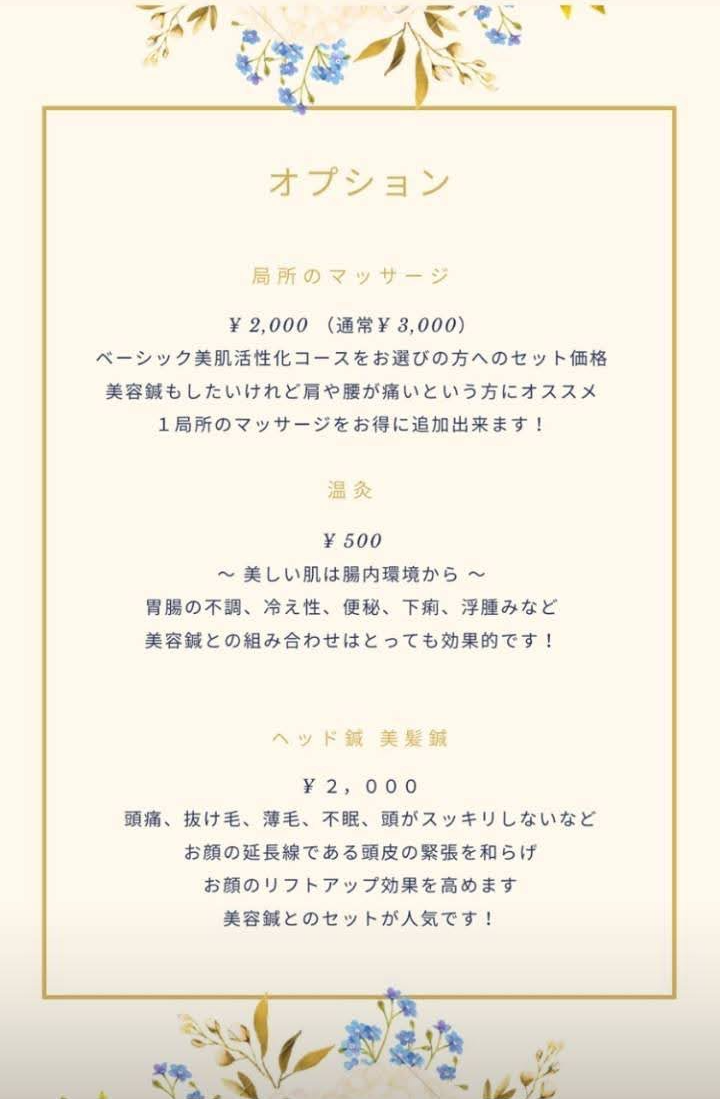 オプション
局所のマッサージ
¥ 2,000 （通常¥ 3,000）
ベーシック美肌活性化コースをお選びの方へのセット価格
美容鍼もしたいけれど肩や腰が痛いという方にオススメ
１局所のマッサージをお得に追加出来ます！
温灸
¥ 500
〜 美しい肌は腸内環境から 〜
胃腸の不調、冷え性、便秘、下痢、浮腫みなど
美容鍼との組み合わせはとっても効果的です！
ヘッド鍼 美髪鍼
¥ ２，０００
頭痛、抜け毛、薄毛、不眠、頭がスッキリしないなど
お顔の延長線である頭皮の緊張を和らげ
お顔のリフトアップ効果を高めます
美容鍼とのセットが人気です！